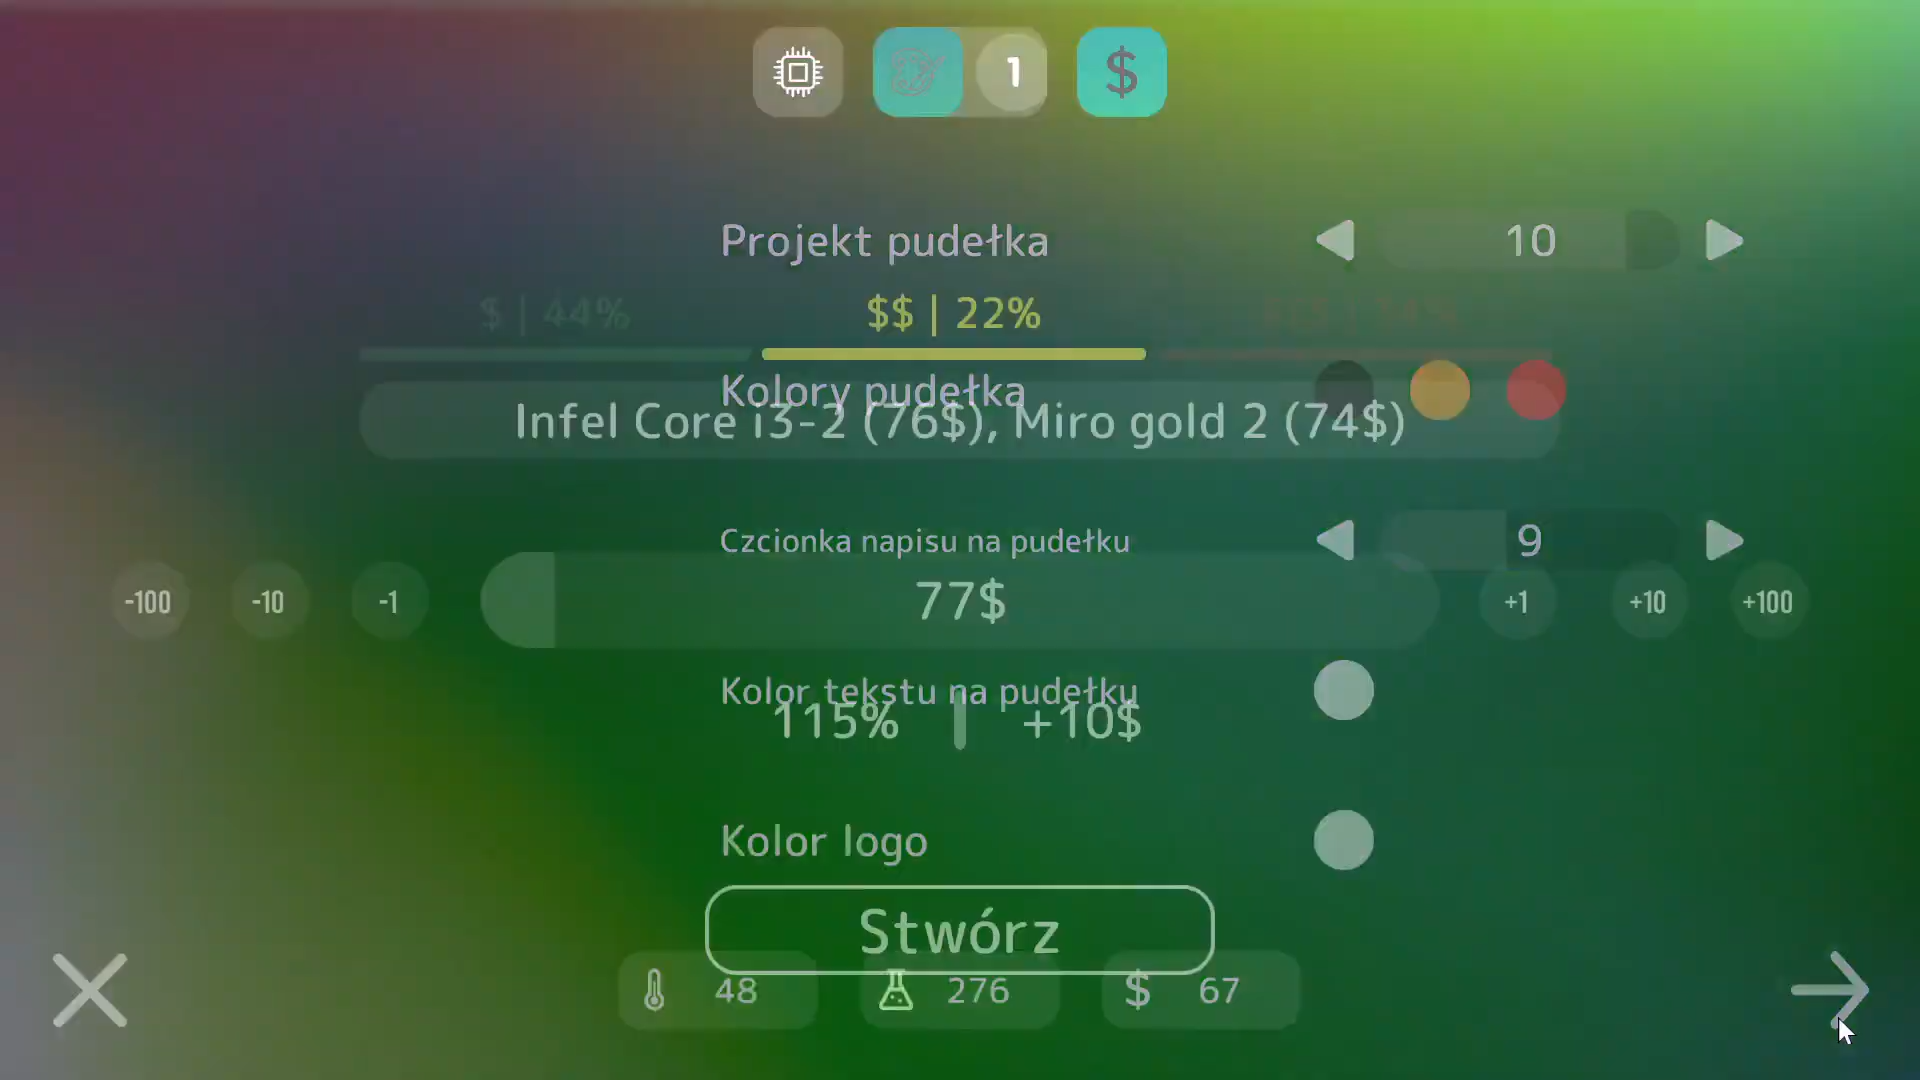 1 $
Projekt pudełka 10
$ | 44% $$ | 22%
Kolory pudełka
Infel Core i3-2 (76$), Miro gold 2 (74$)
Czcionka napisu na pudełku 9
-100 -10 -1 77$ +1 +10 +100
Kolor tekstu na pudełku
115% +10$
Kolor logo
Stwórz
48 276 $ 67